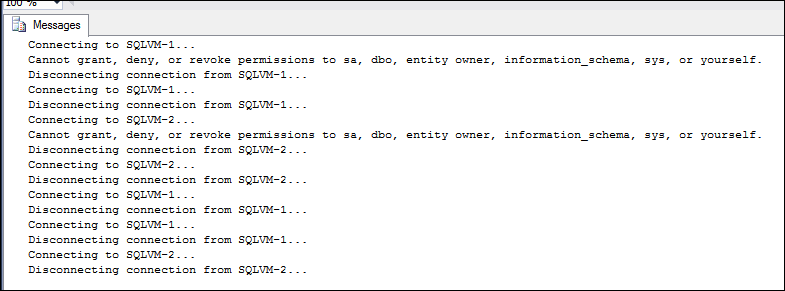 100 %
Messages
Connecting to SQLVM-1...
Cannot grant, deny, or revoke permissions to sa, dbo, entity owner, information_schema, sys, or yourself.
Disconnecting connection from SQLVM-1...
Connecting to SQLVM-1...
Disconnecting connection from SQLVM-1...
Connecting to SQLVM-2...
Cannot grant, deny, or revoke permissions to sa, dbo, entity owner, information_schema, sys, or yourself.
Disconnecting connection from SQLVM-2...
Connecting to SQLVM-2...
Disconnecting connection from SQLVM-2...
Connecting to SQLVM-1...
Disconnecting connection from SQLVM-1...
Connecting to SQLVM-1...
Disconnecting connection from SQLVM-1...
Connecting to SQLVM-2...
Disconnecting connection from SQLVM-2...